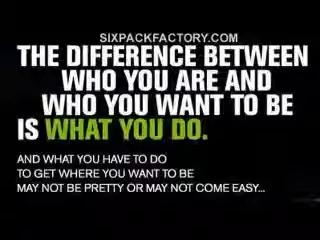 SIXPACKFACTORY.COM
THE DIFFERENCE BETWEEN
WHO YOU ARE AND
WHO YOU WANT TO BE
IS WHAT YOU DO.
AND WHAT YOU HAVE TO DO
TO GET WHERE YOU WANT TO BE
MAY NOT BE PRETTY OR MAY NOT COME EASY...